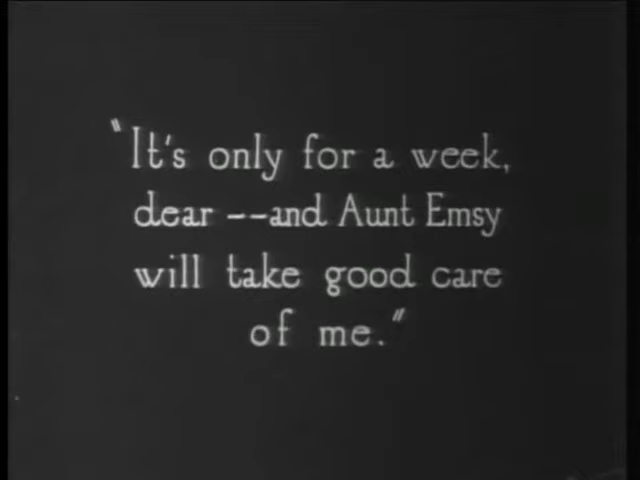 "It's only for a week,
dear --and Aunt Emsy
will take good care
of me."